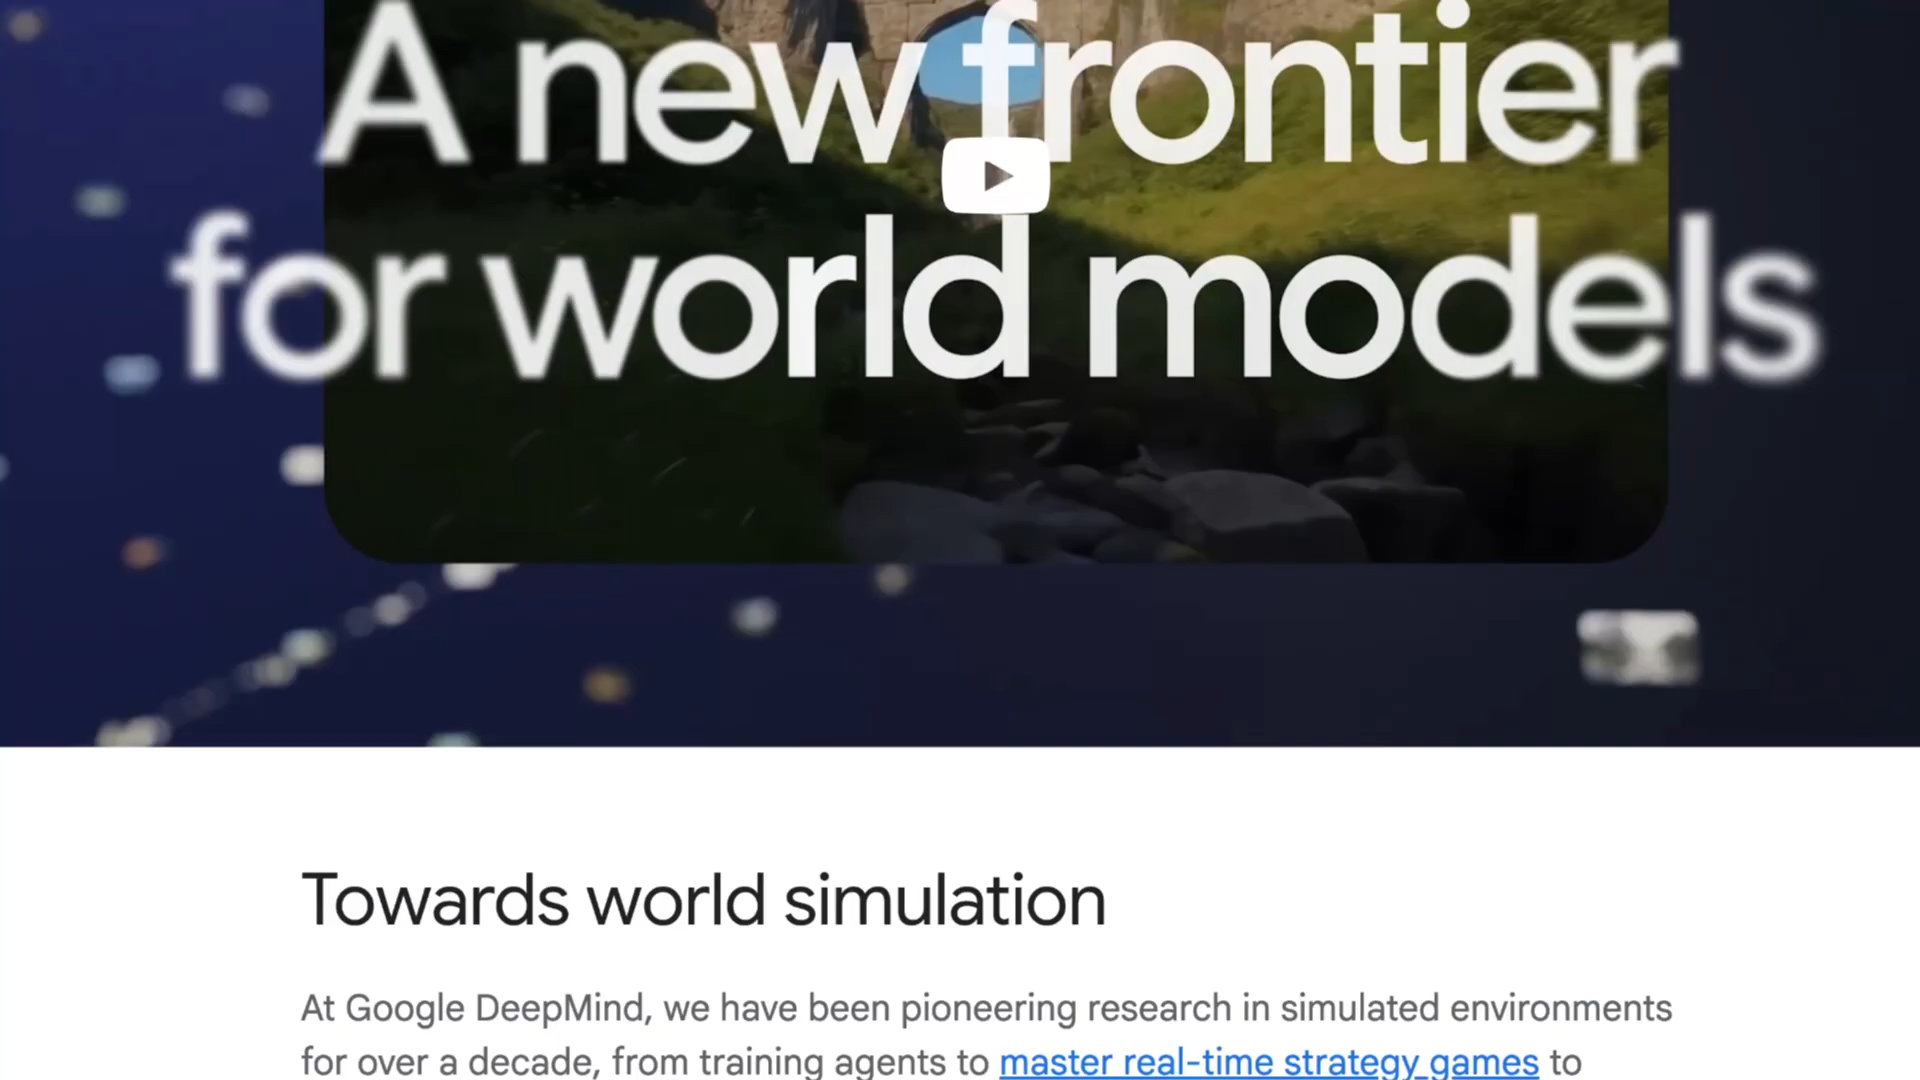 A new frontier
for world models
Towards world simulation
At Google DeepMind, we have been pioneering research in simulated environments
for over a decade, from training agents to master real-time strategy games to